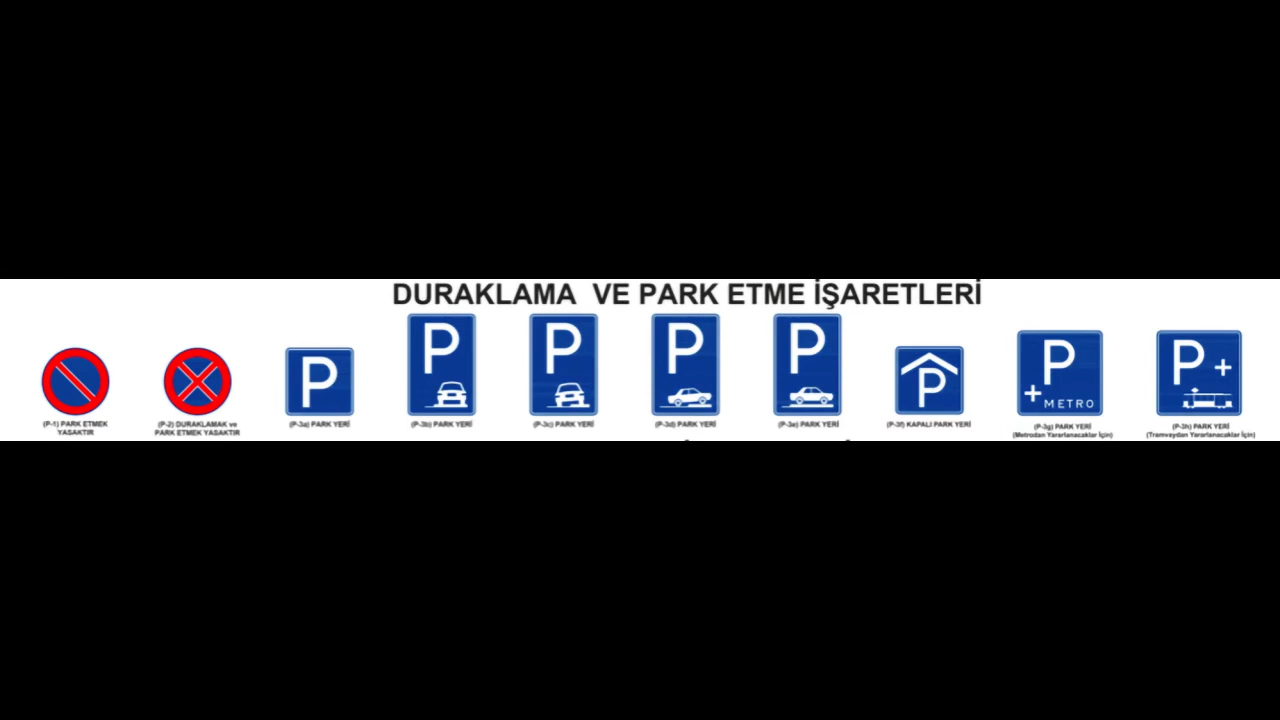 DURAKLAMA VE PARK ETME İŞARETLERİ
P
P
P
P
P
P
P
+
METRO
P +
(P-1) PARK ETMEK
YASAKTIR
(P-2) DURAKLAMAK ve
PARK ETMEK YASAKTIR
(P-3a) PARK YERİ
(P-3b) PARK YERİ
(P-3c) PARK YERİ
(P-3d) PARK YERİ
(P-3e) PARK YERİ
(P-3f) KAPALI PARK YERİ
(P-3g) PARK YERİ
(Metrodan Yararlanacaklar İçin)
(P-3h) PARK YERİ
(Tramvaydan Yararlanacaklar İçin)